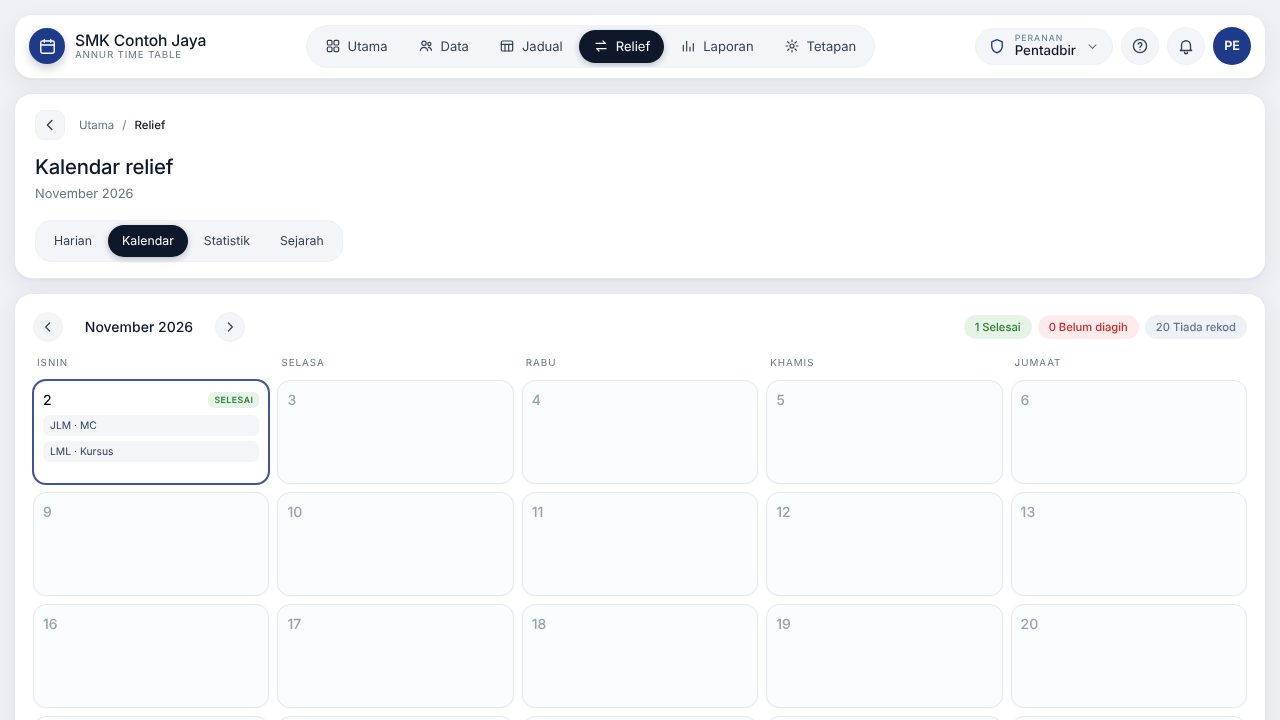 SMK Contoh Jaya
ANNUR TIME TABLE
Utama
Data
Jadual
Relief
Laporan
Tetapan
PERANAN
Pentadbir
PE
Utama / Relief
Kalendar relief
November 2026
Harian
Kalendar
Statistik
Sejarah
November 2026
1 Selesai
0 Belum diagih
20 Tiada rekod
ISNIN
SELASA
RABU
KHAMIS
JUMAAT
2
SELESAI
JLM · MC
LML · Kursus
3
4
5
6
9
10
11
12
13
16
17
18
19
20